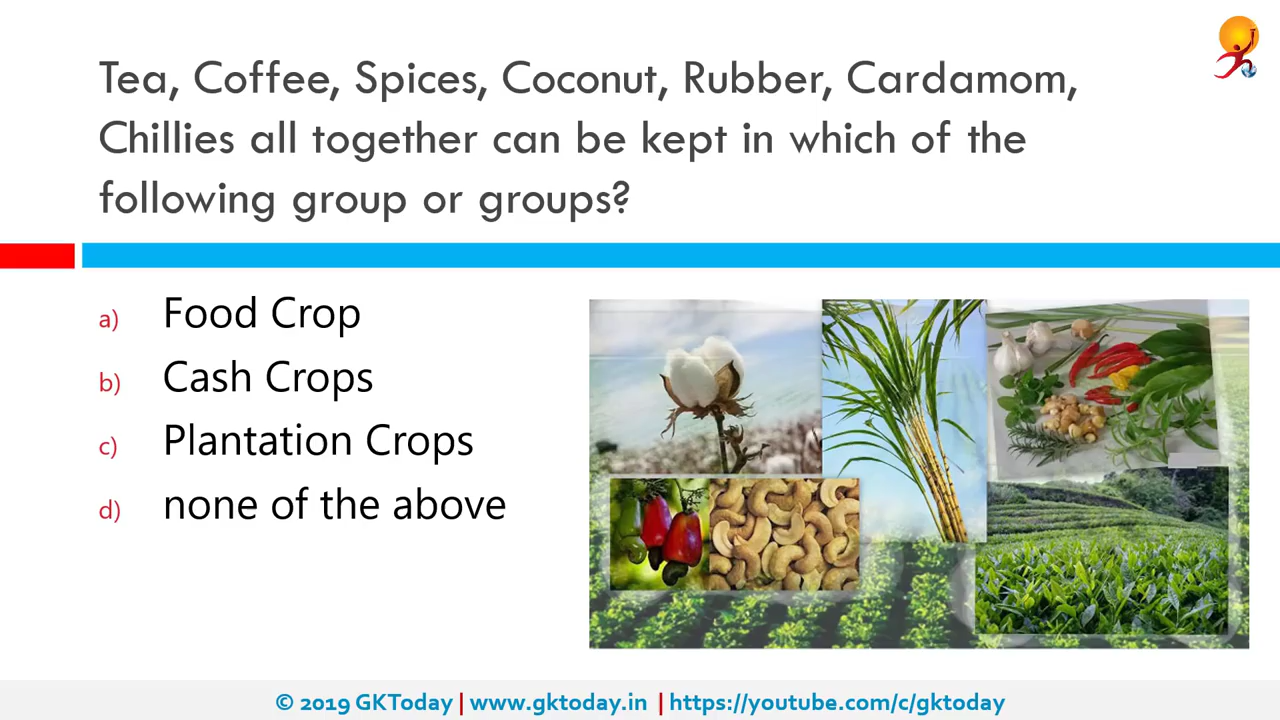 Tea, Coffee, Spices, Coconut, Rubber, Cardamom,
Chillies all together can be kept in which of the
following group or groups?
a) Food Crop
b) Cash Crops
c) Plantation Crops
d) none of the above
© 2019 GKToday | www.gktoday.in | https://youtube.com/c/gktoday